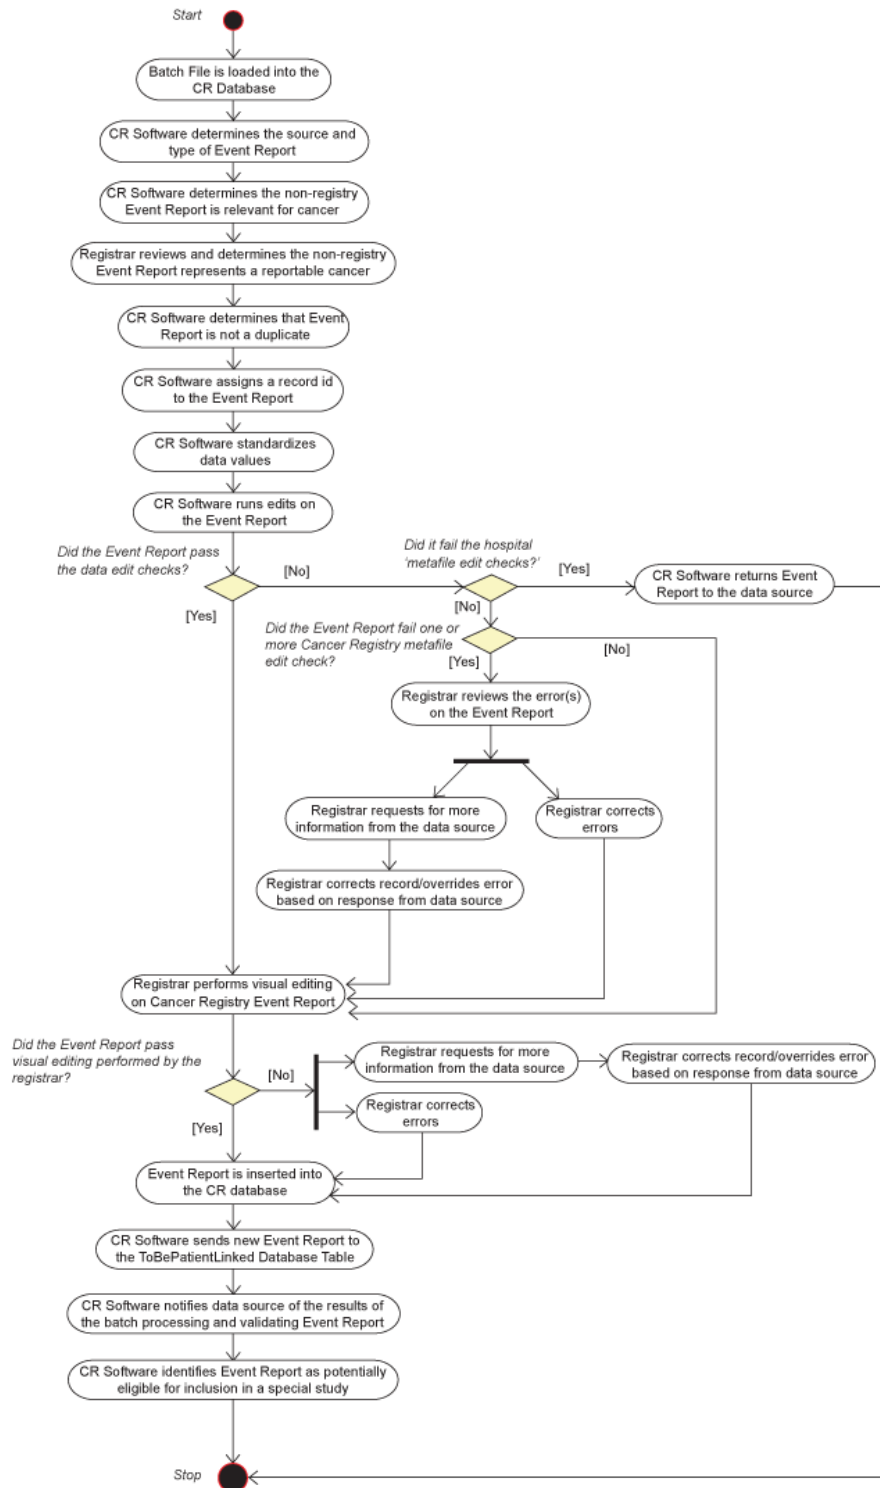 Start
Batch File is loaded into the
CR Database
CR Software determines the source and
type of Event Report
CR Software determines the non-registry
Event Report is relevant for cancer
Registrar reviews and determines the non-registry
Event Report represents a reportable cancer
CR Software determines that Event
Report is not a duplicate
CR Software assigns a record id
to the Event Report
CR Software standardizes
data values
CR Software runs edits on
the Event Report
Did the Event Report pass
the data edit checks?
[No]
[Yes]
Did it fail the hospital
‘metafile edit checks?’
[Yes]
CR Software returns Event
Report to the data source
[No]
Did the Event Report fail one or
more Cancer Registry metafile
edit check?
[Yes]
[No]
Registrar reviews the error(s)
on the Event Report
Registrar requests for more
information from the data source
Registrar corrects
errors
Registrar corrects record/overrides error
based on response from data source
Registrar performs visual editing
on Cancer Registry Event Report
Did the Event Report pass
visual editing performed by the
registrar?
[No]
[Yes]
Registrar requests for more
information from the data source
Registrar corrects record/overrides error
based on response from data source
Registrar corrects
errors
Event Report is inserted into
the CR database
CR Software sends new Event Report to
the ToBePatientLinked Database Table
CR Software notifies data source of the results of
the batch processing and validating Event Report
CR Software identifies Event Report as potentially
eligible for inclusion in a special study
Stop